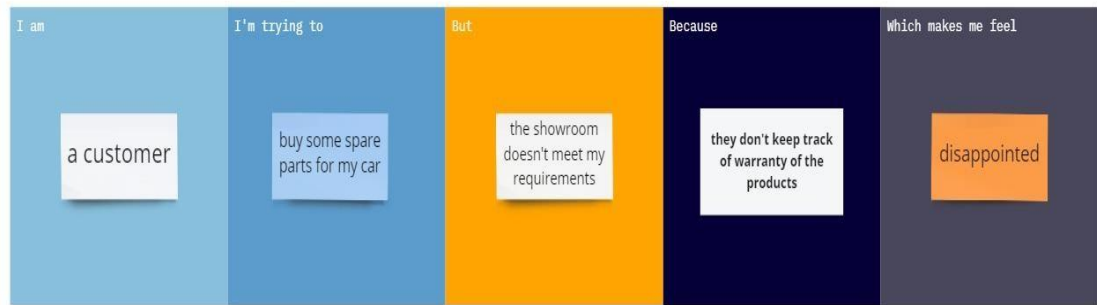 I am
a customer
I'm trying to
buy some spare
parts for my car
But
the showroom
doesn't meet my
requirements
Because
they don't keep track
of warranty of the
products
Which makes me feel
disappointed